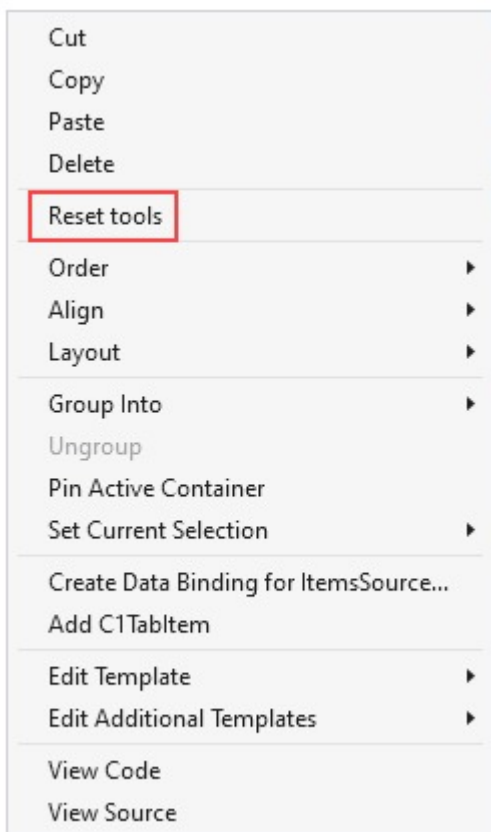 Cut
Copy
Paste
Delete
Reset tools
Order
Align
Layout
Group Into
Ungroup
Pin Active Container
Set Current Selection
Create Data Binding for ItemsSource...
Add C1TabItem
Edit Template
Edit Additional Templates
View Code
View Source